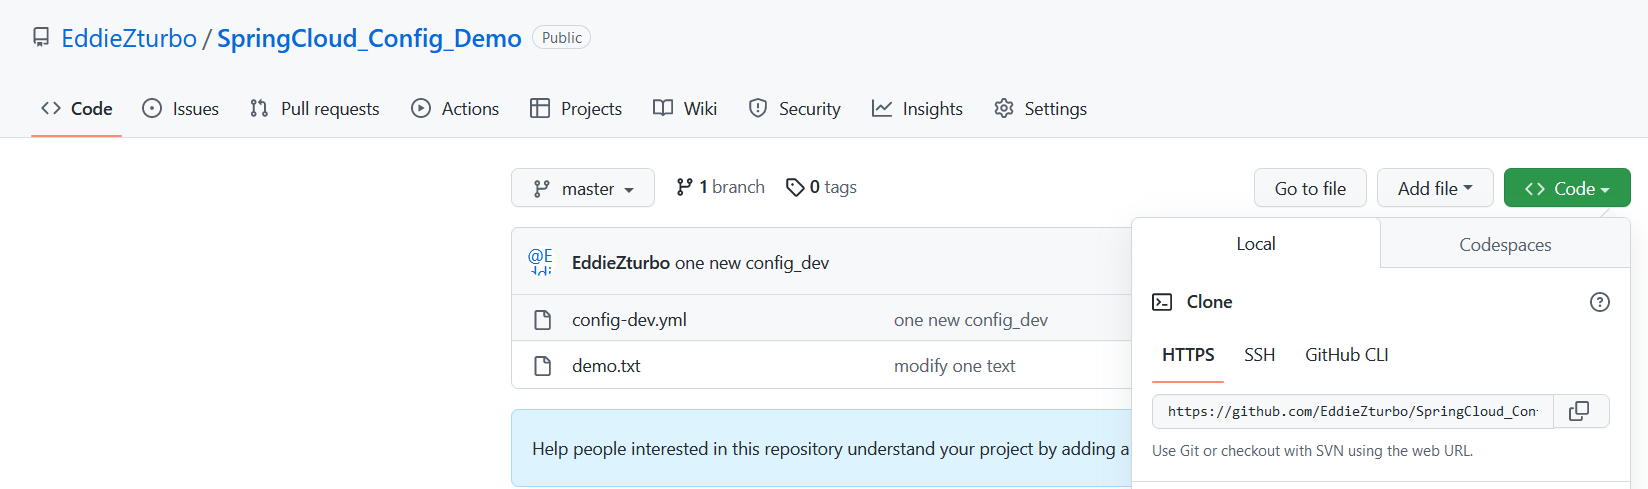 EddieZturbo / SpringCloud_Config_Demo Public
Code Issues Pull requests Actions Projects Wiki Security Insights Settings
master 1 branch 0 tags Go to file Add file Code
Local Codespaces
@E
EddieZturbo one new config_dev
Clone
config-dev.yml one new config_dev
HTTPS SSH GitHub CLI
demo.txt modify one text
https://github.com/EddieZturbo/SpringCloud_Con
Help people interested in this repository understand your project by adding a
Use Git or checkout with SVN using the web URL.